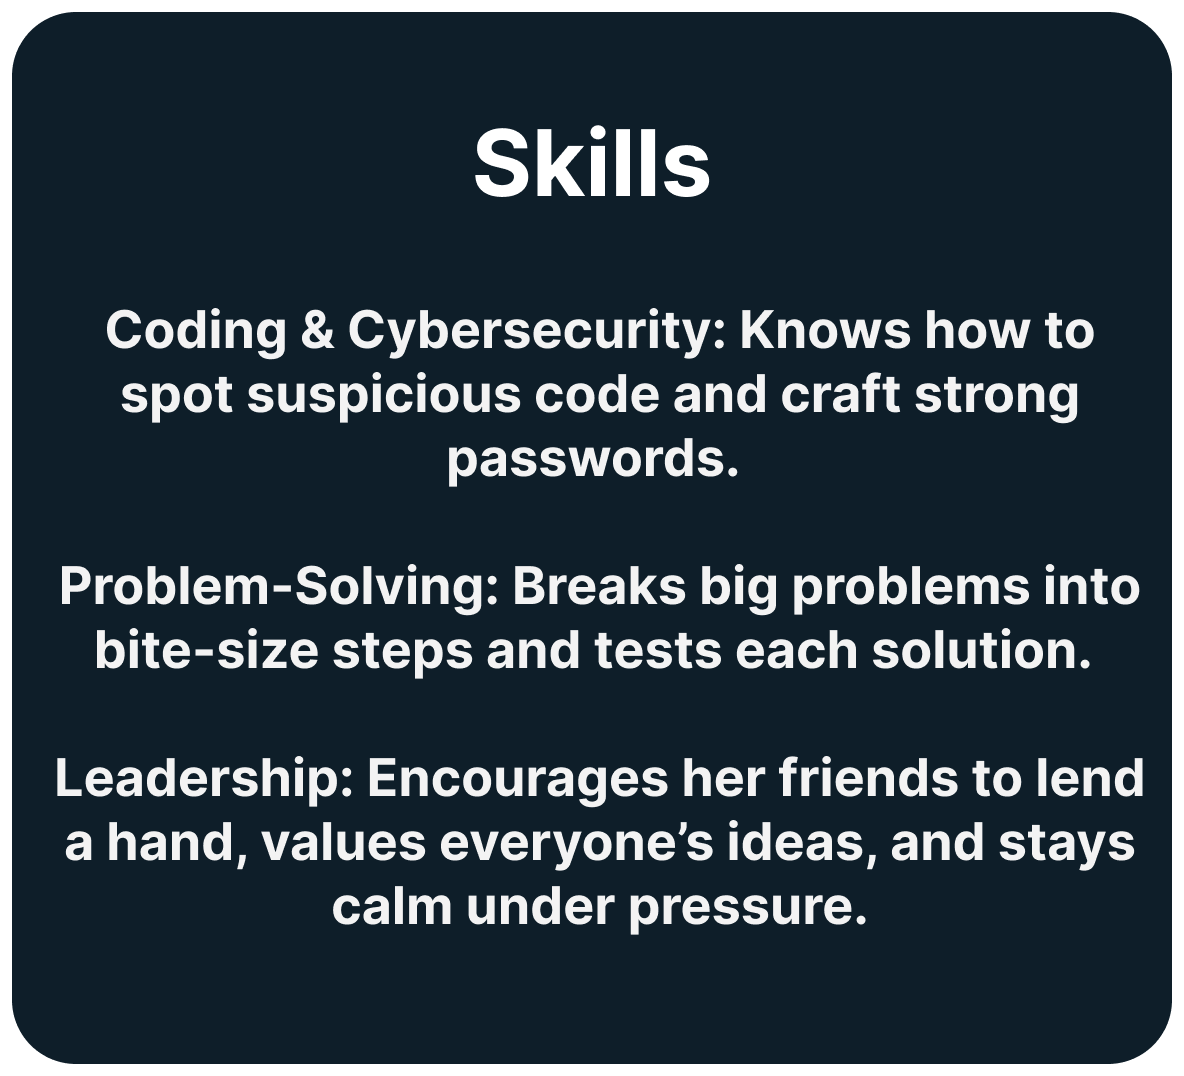 Skills
Coding & Cybersecurity: Knows how to
spot suspicious code and craft strong
passwords.
Problem-Solving: Breaks big problems into
bite-size steps and tests each solution.
Leadership: Encourages her friends to lend
a hand, values everyone’s ideas, and stays
calm under pressure.